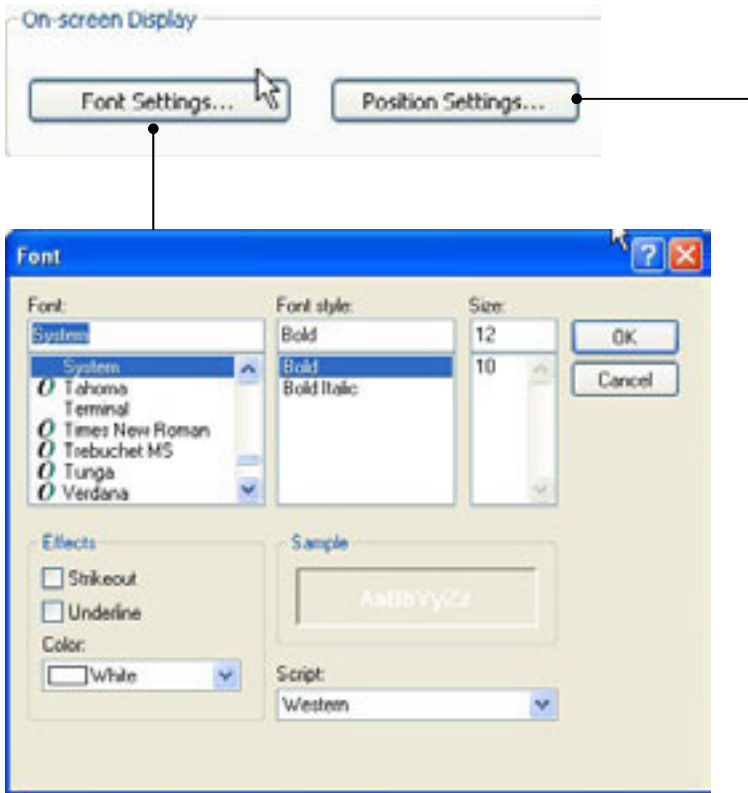 On-screen Display
Font Settings... Position Settings...
Font
Font: Font style: Size:
System Bold 12 OK
System Bold 10 Cancel
O Tahoma Bold Italic
Terminal
O Times New Roman
O Trebuchet MS
O Tunga
O Verdana
Effects Sample
Strikeout AaBbYyZz
Underline
Color:
White Script:
Western